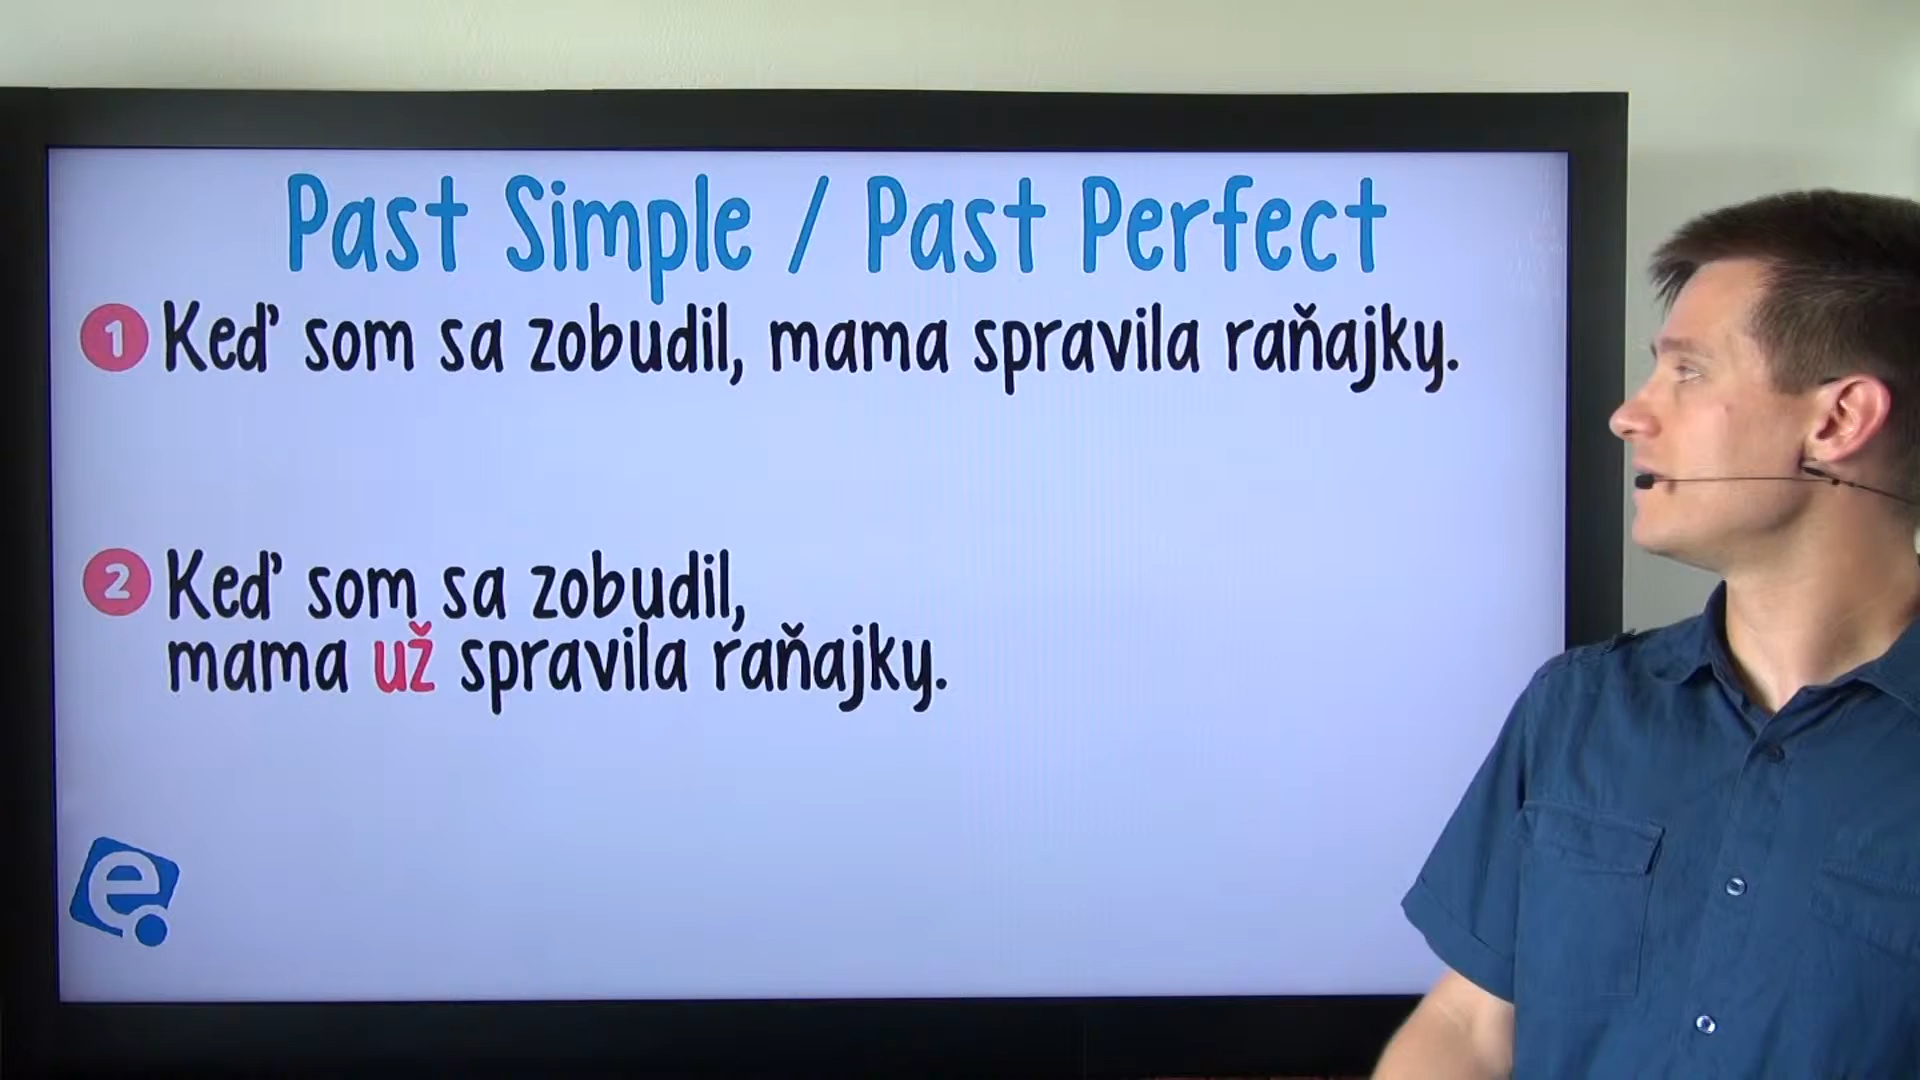 Past Simple / Past Perfect
1 Keď som sa zobudil, mama spravila raňajky.
2 Keď som sa zobudil,
mama už spravila raňajky.
e